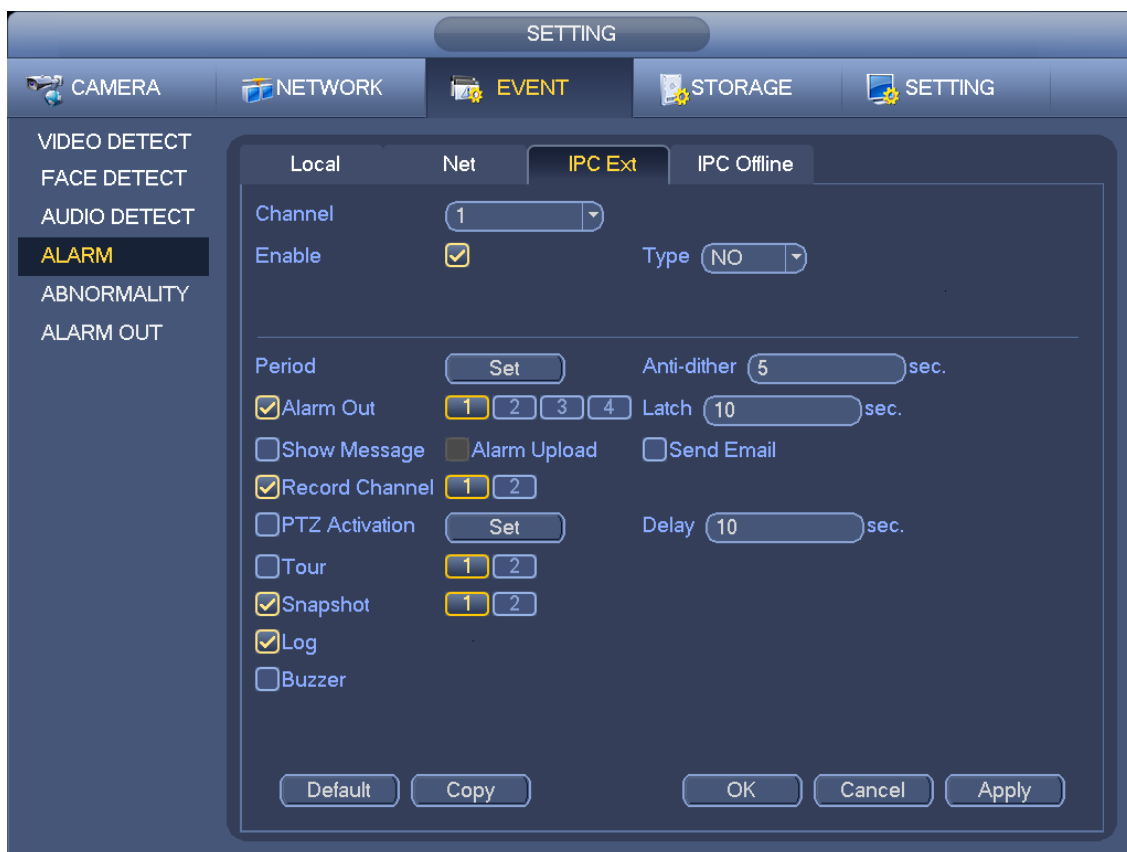 SETTING
CAMERA NETWORK EVENT STORAGE SETTING
VIDEO DETECT
FACE DETECT
AUDIO DETECT
ALARM
ABNORMALITY
ALARM OUT
Local Net IPC Ext IPC Offline
Channel 1
Enable Type NO
Period Set Anti-dither 5 sec.
Alarm Out 1 2 3 4 Latch 10 sec.
Show Message Alarm Upload Send Email
Record Channel 1 2
PTZ Activation Set Delay 10 sec.
Tour 1 2
Snapshot 1 2
Log
Buzzer
Default Copy OK Cancel Apply